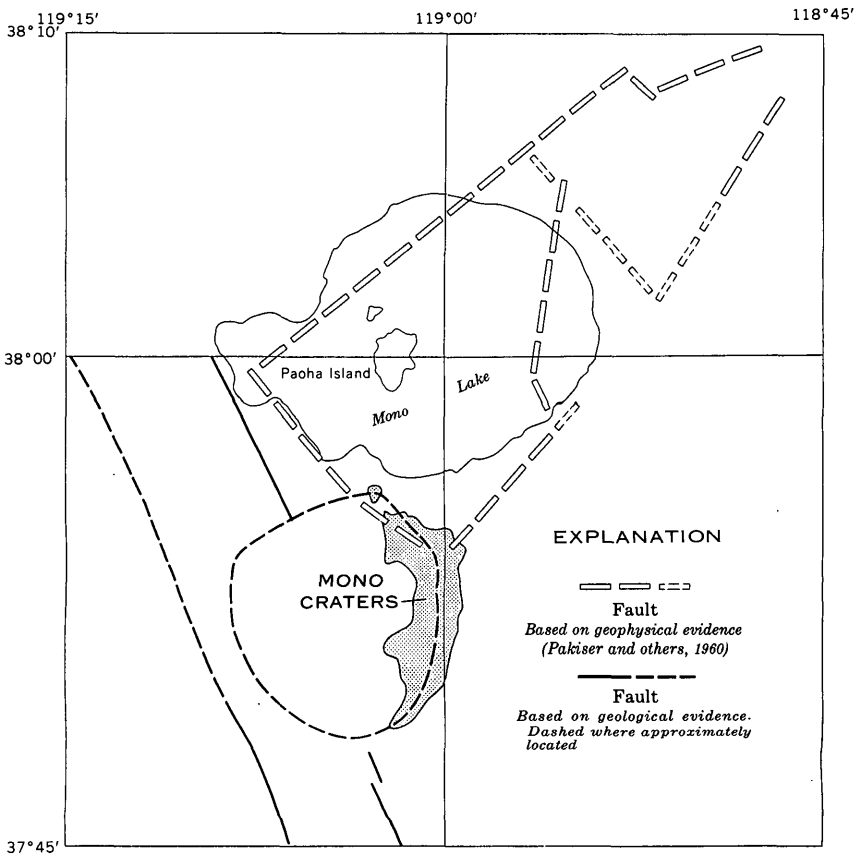 119°15′
119°00′
118°45′
38°10′
38°00′
Paoha Island
Lake
Mono
MONO
CRATERS
EXPLANATION
Fault
Based on geophysical evidence
(Pakiser and others, 1960)
Fault
Based on geological evidence.
Dashed where approximately
located
37°45′